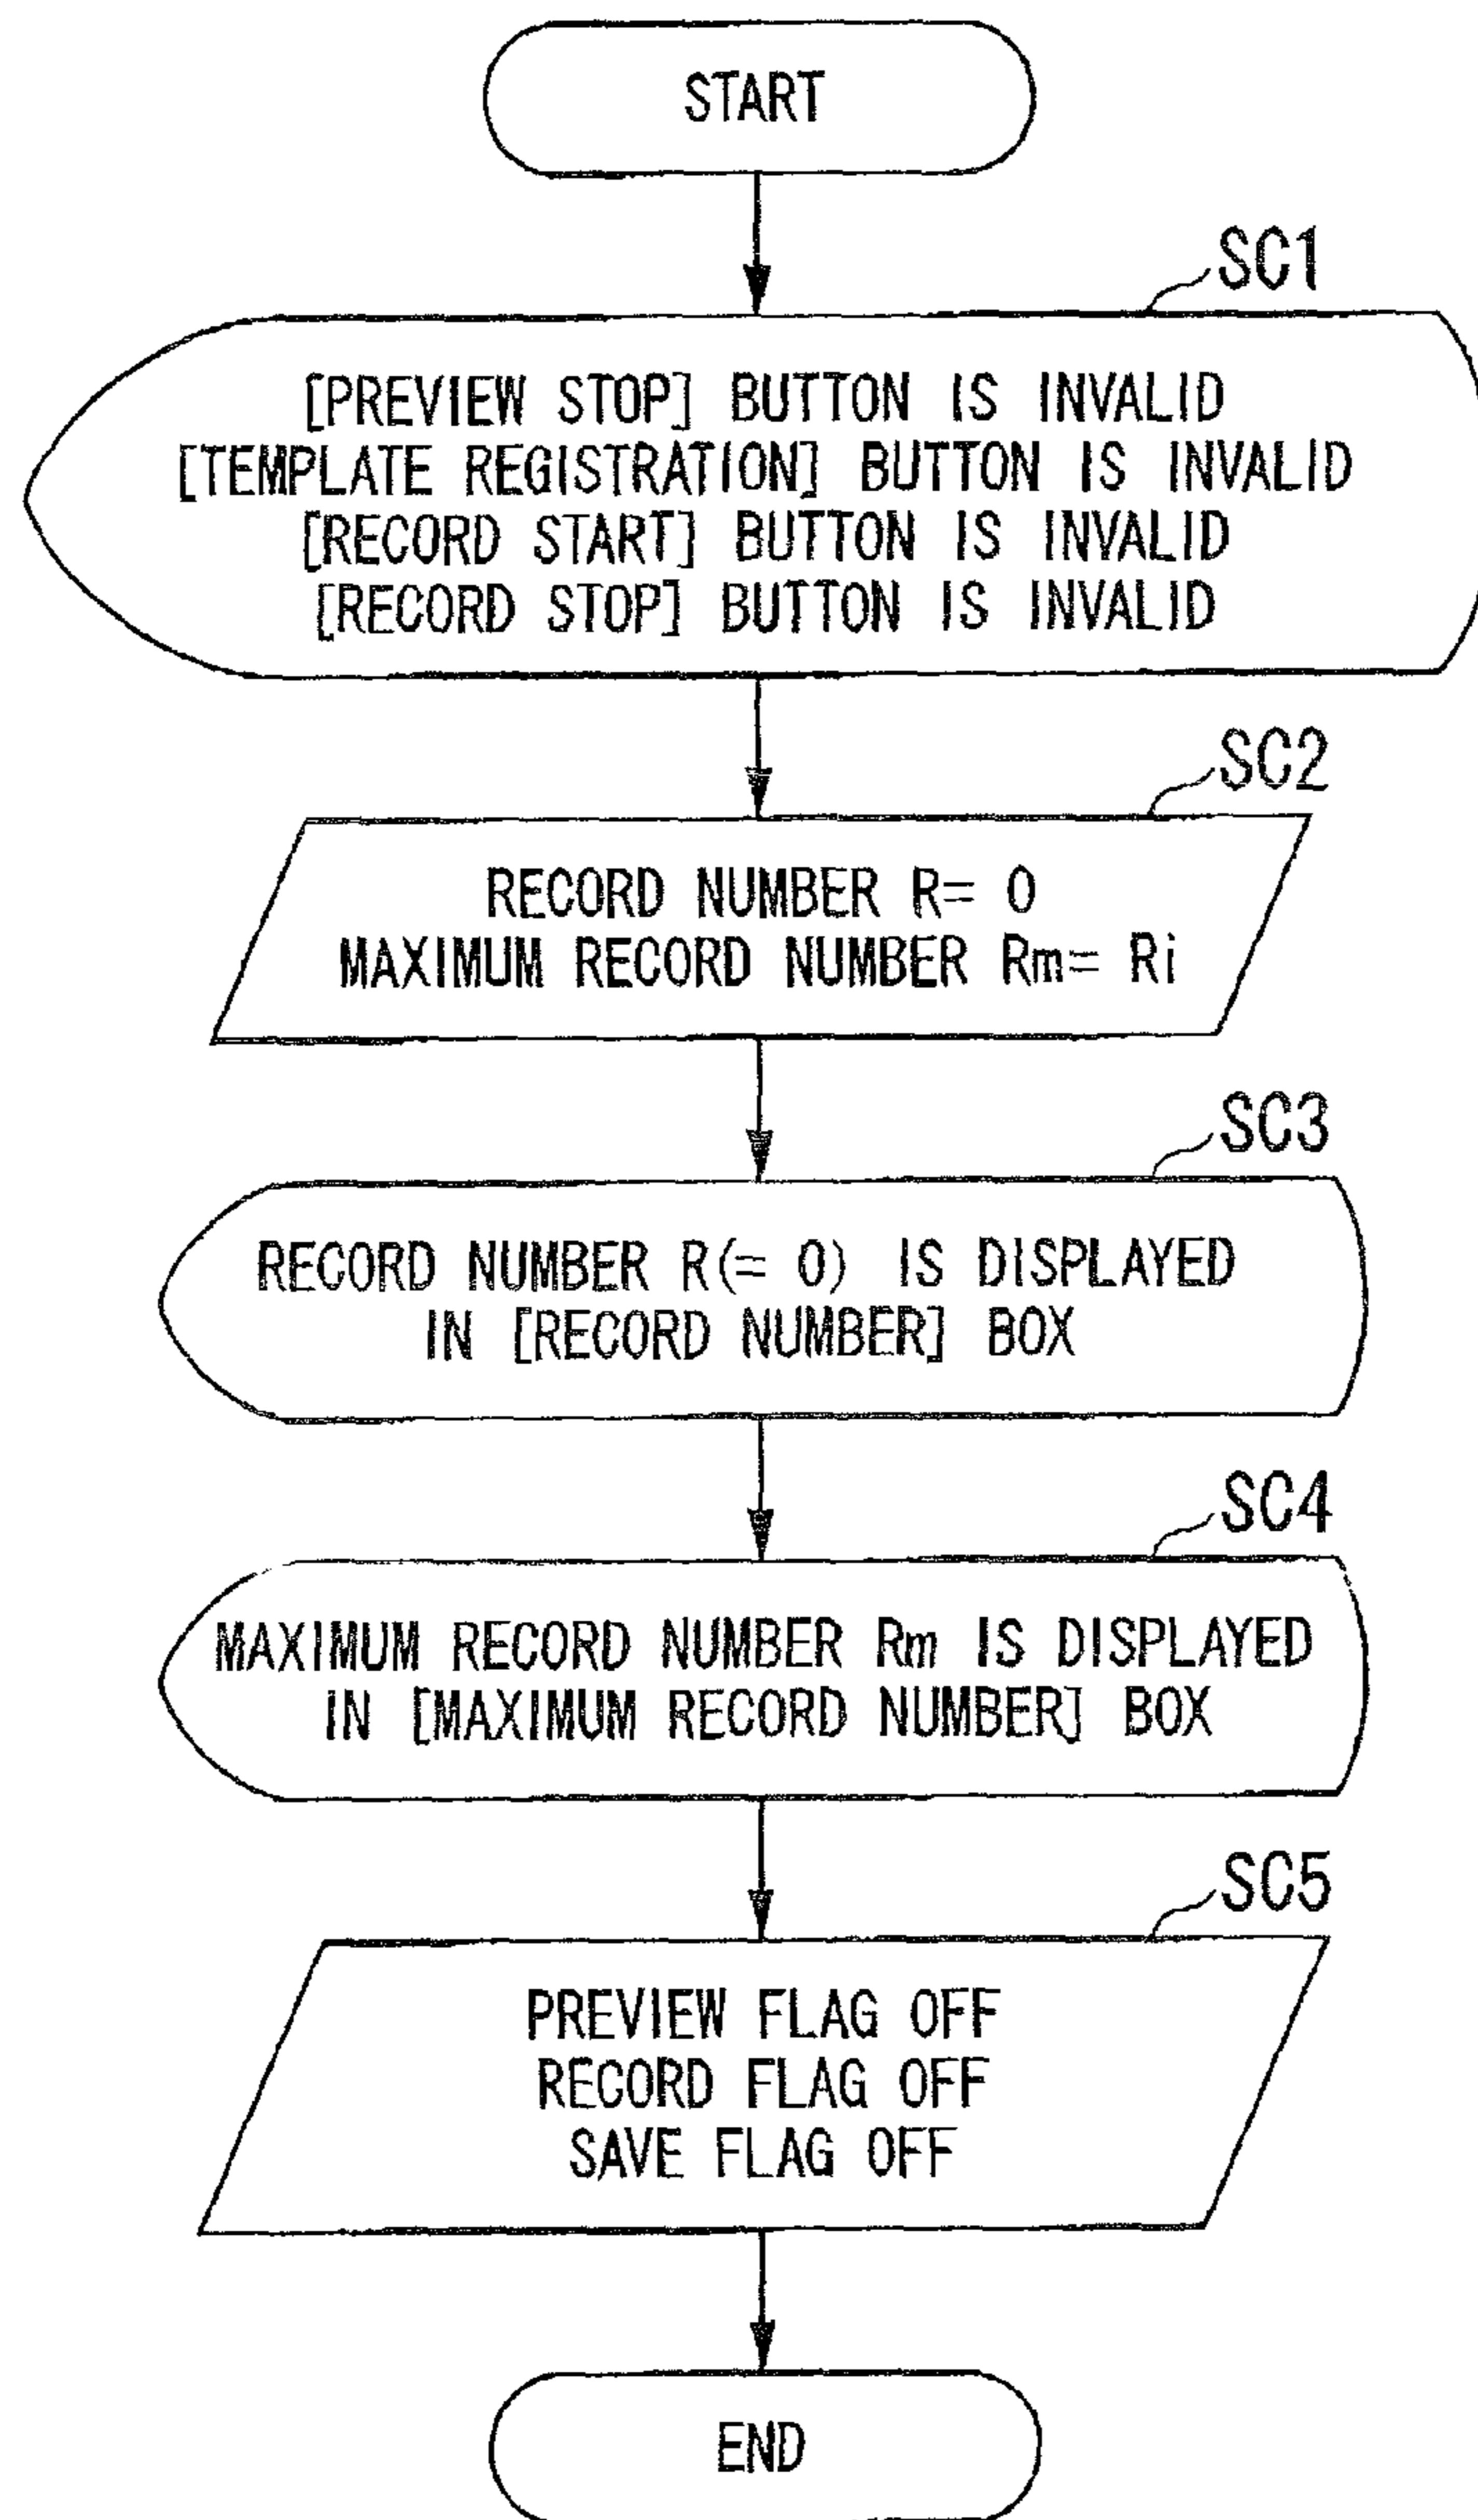 START
SC1
[PREVIEW STOP] BUTTON IS INVALID
[TEMPLATE REGISTRATION] BUTTON IS INVALID
[RECORD START] BUTTON IS INVALID
[RECORD STOP] BUTTON IS INVALID
SC2
RECORD NUMBER R= 0
MAXIMUM RECORD NUMBER Rm= Ri
SC3
RECORD NUMBER R(= 0) IS DISPLAYED
IN [RECORD NUMBER] BOX
SC4
MAXIMUM RECORD NUMBER Rm IS DISPLAYED
IN [MAXIMUM RECORD NUMBER] BOX
SC5
PREVIEW FLAG OFF
RECORD FLAG OFF
SAVE FLAG OFF
END